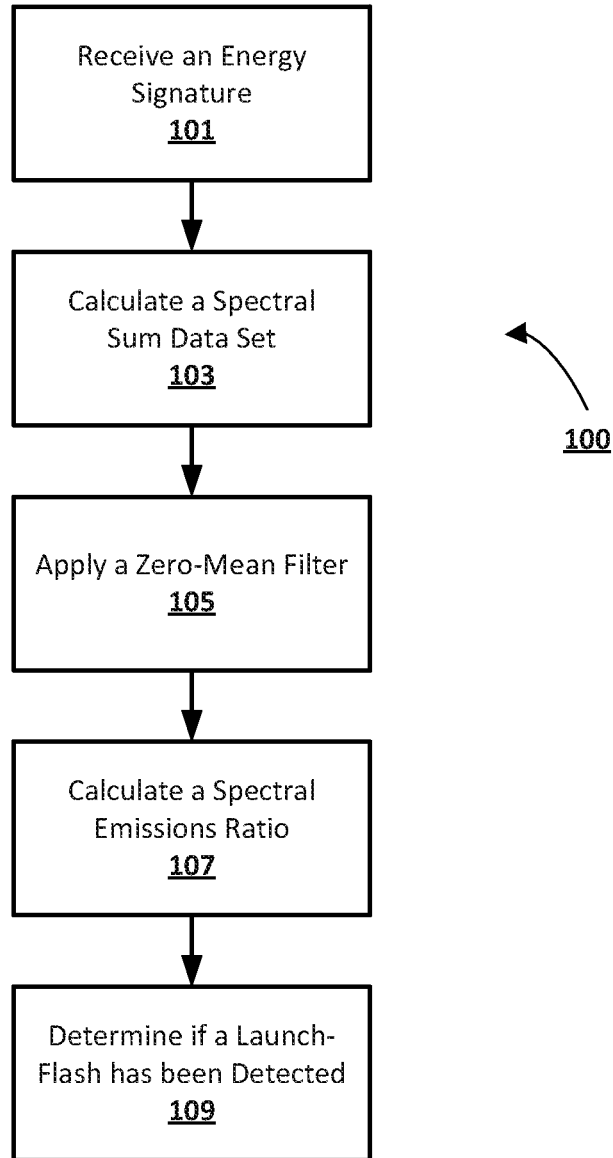 Receive an Energy
Signature
101
Calculate a Spectral
Sum Data Set
103
100
Apply a Zero-Mean Filter
105
Calculate a Spectral
Emissions Ratio
107
Determine if a Launch-
Flash has been Detected
109